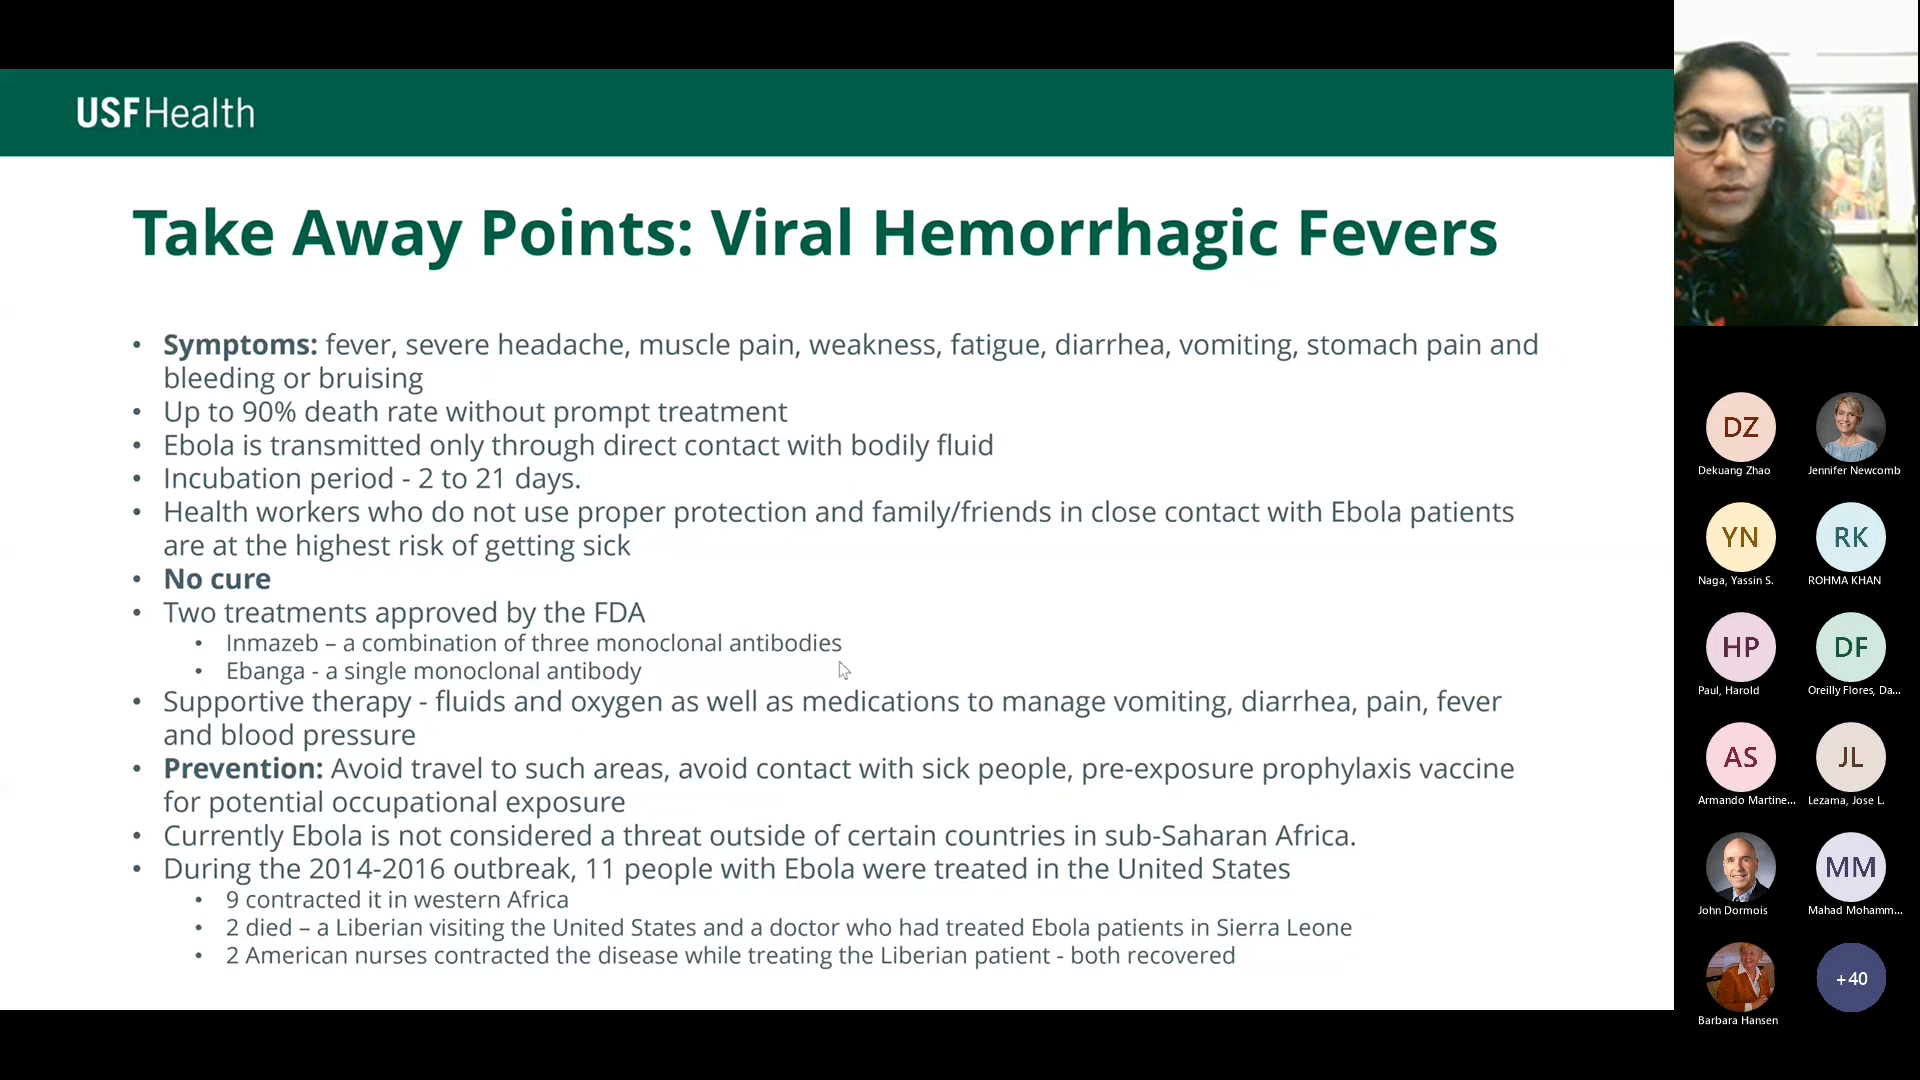 USF Health
Take Away Points: Viral Hemorrhagic Fevers
• Symptoms: fever, severe headache, muscle pain, weakness, fatigue, diarrhea, vomiting, stomach pain and
bleeding or bruising
• Up to 90% death rate without prompt treatment
• Ebola is transmitted only through direct contact with bodily fluid
• Incubation period - 2 to 21 days.
• Health workers who do not use proper protection and family/friends in close contact with Ebola patients
are at the highest risk of getting sick
• No cure
• Two treatments approved by the FDA
• Inmazeb – a combination of three monoclonal antibodies
• Ebanga - a single monoclonal antibody
• Supportive therapy - fluids and oxygen as well as medications to manage vomiting, diarrhea, pain, fever
and blood pressure
• Prevention: Avoid travel to such areas, avoid contact with sick people, pre-exposure prophylaxis vaccine
for potential occupational exposure
• Currently Ebola is not considered a threat outside of certain countries in sub-Saharan Africa.
• During the 2014-2016 outbreak, 11 people with Ebola were treated in the United States
• 9 contracted it in western Africa
• 2 died – a Liberian visiting the United States and a doctor who had treated Ebola patients in Sierra Leone
• 2 American nurses contracted the disease while treating the Liberian patient - both recovered
DZ
Dekuang Zhao
Jennifer Newcomb
YN
Naga, Yassin S.
RK
ROHMA KHAN
HP
Paul, Harold
DF
Oreilly Flores, Da...
AS
Armando Martine...
JL
Lezama, Jose L.
John Dormois
MM
Mahad Mohamm...
Barbara Hansen
+40